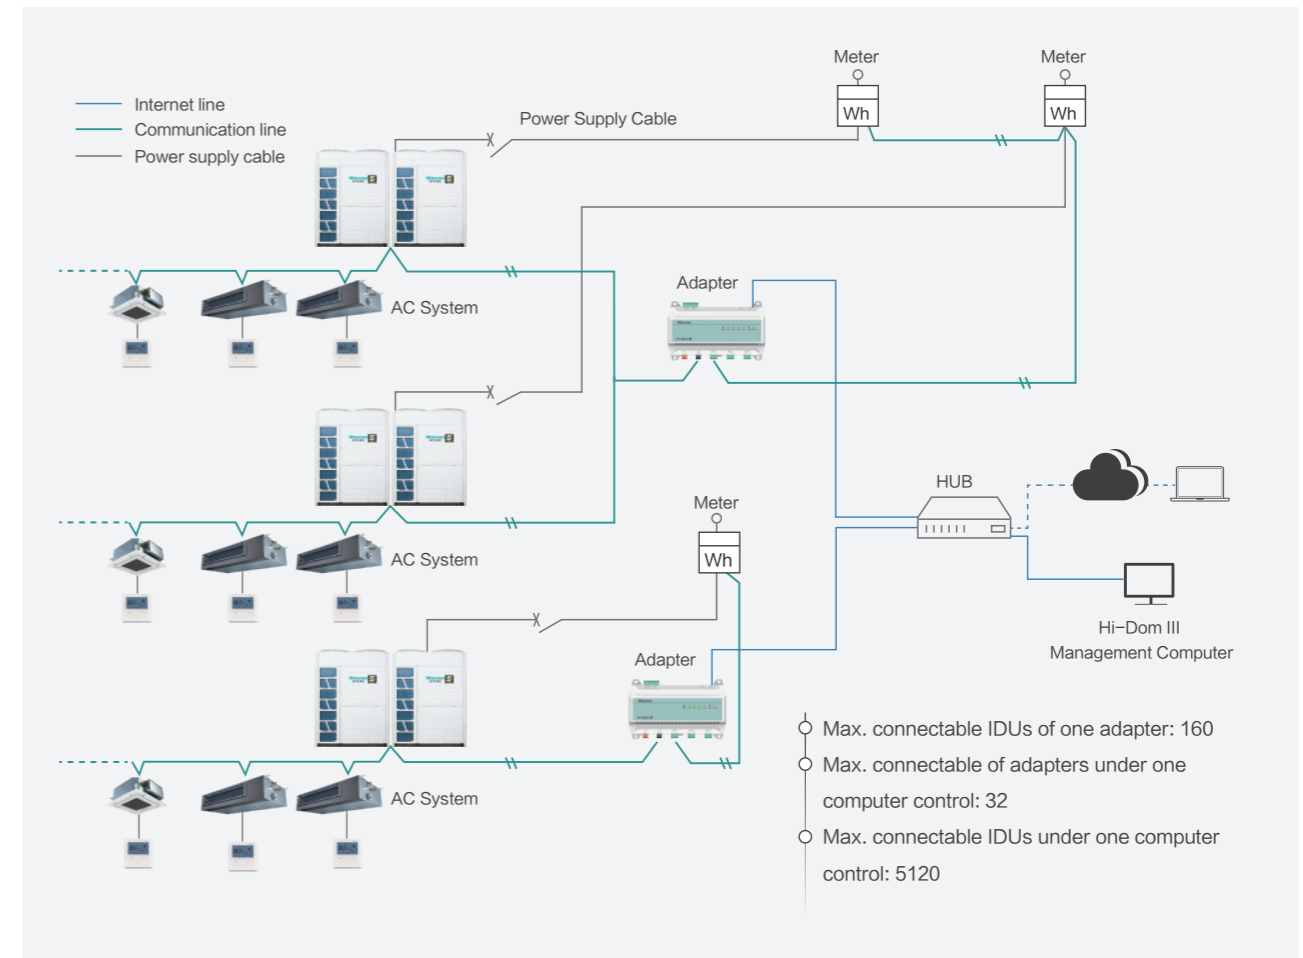 Meter
Meter
Internet line
Communication line
Power supply cable
Power Supply Cable
Wh
Wh
Adapter
AC System
HUB
Meter
Wh
AC System
Hi-Dom III
Management Computer
Adapter
Max. connectable IDUs of one adapter: 160
Max. connectable of adapters under one
computer control: 32
Max. connectable IDUs under one computer
control: 5120
AC System